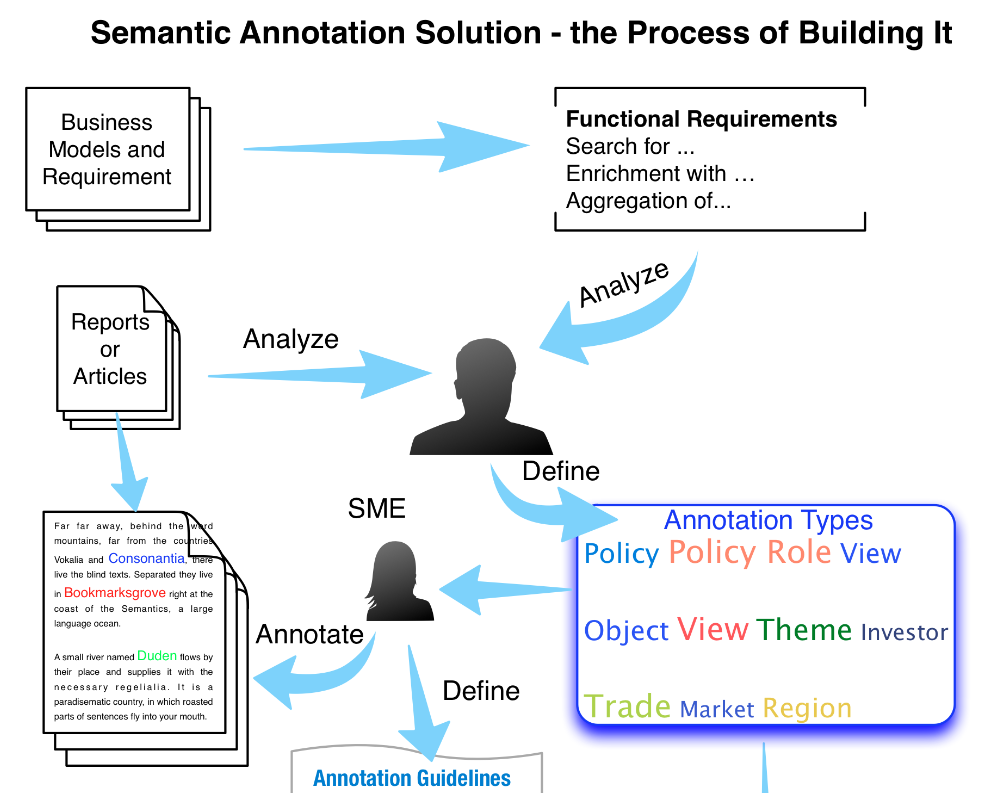 Semantic Annotation Solution - the Process of Building It
Business
Models and
Requirement
Functional Requirements
Search for ...
Enrichment with …
Aggregation of...
Analyze
Reports
or
Articles
Analyze
Define
SME
Annotation Types
Policy Policy Role View
Object View Theme Investor
Trade Market Region
Far far away, behind the word
mountains, far from the countries
Vokalia and Consonantia, there
live the blind texts. Separated they live
in Bookmarksgrove right at the
coast of the Semantics, a large
language ocean.
A small river named Duden flows by
their place and supplies it with the
necessary regelialia. It is a
paradisematic country, in which roasted
parts of sentences fly into your mouth.
Annotate
Define
Annotation Guidelines